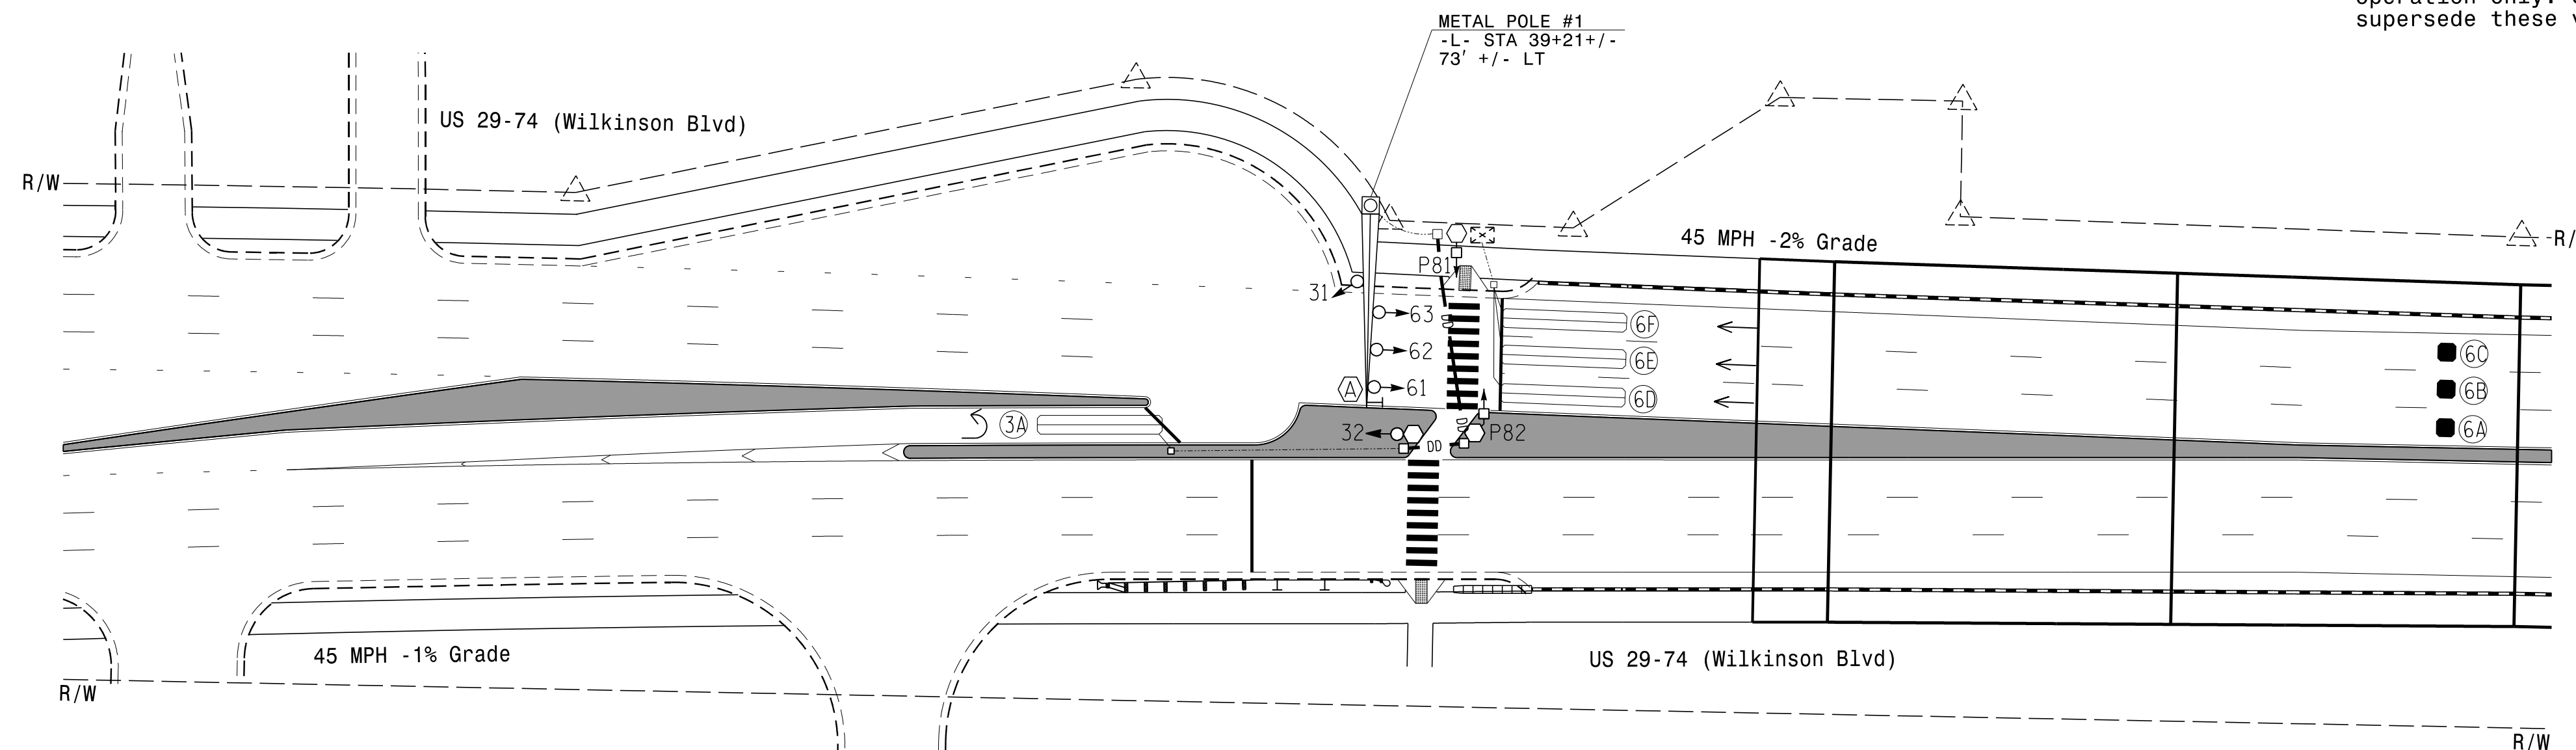 operation only.
supersede these
METAL POLE #1
-L- STA 39+21+/-
73' +/- LT
US 29-74 (Wilkinson Blvd)
R/W
45 MPH -2% Grade
R/
P81
31
63
6F
62
6E
6C
A
61
6D
6B
3A
32
DD
P82
6A
45 MPH -1% Grade
US 29-74 (Wilkinson Blvd)
R/W
R/W